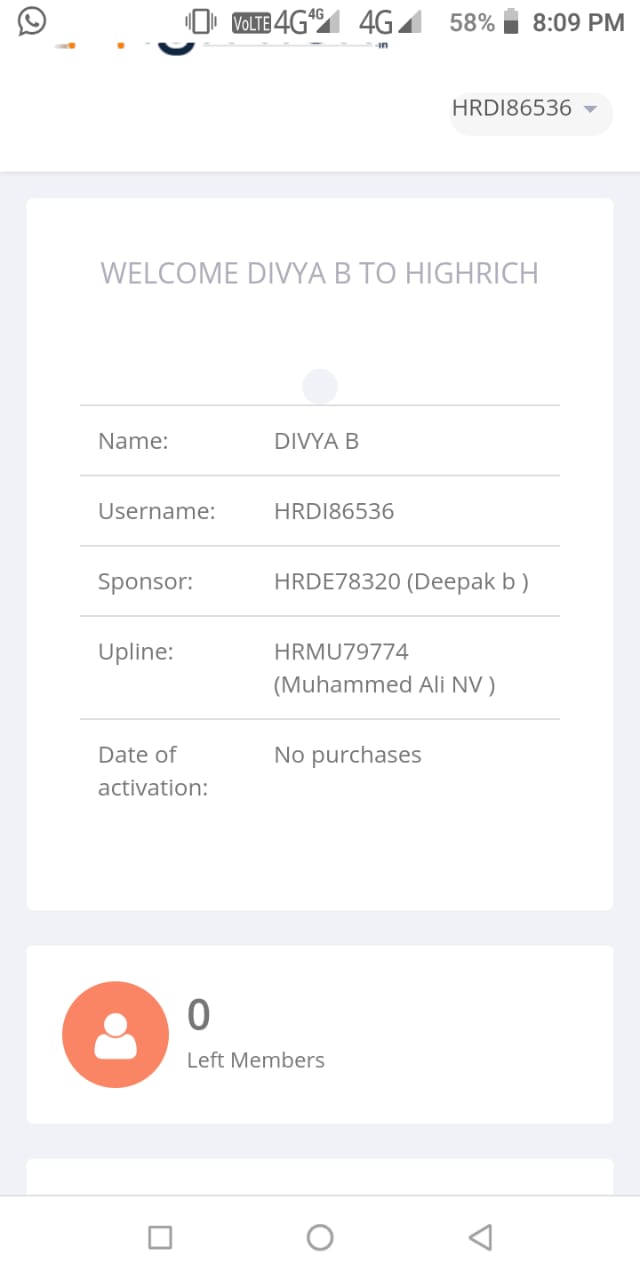 VoLTE 4G 4G 4G 58% 8:09 PM
HRDI86536
WELCOME DIVYA B TO HIGHRICH
Name: DIVYA B
Username: HRDI86536
Sponsor: HRDE78320 (Deepak b )
Upline: HRMU79774
(Muhammed Ali NV )
Date of No purchases
activation:
0
Left Members